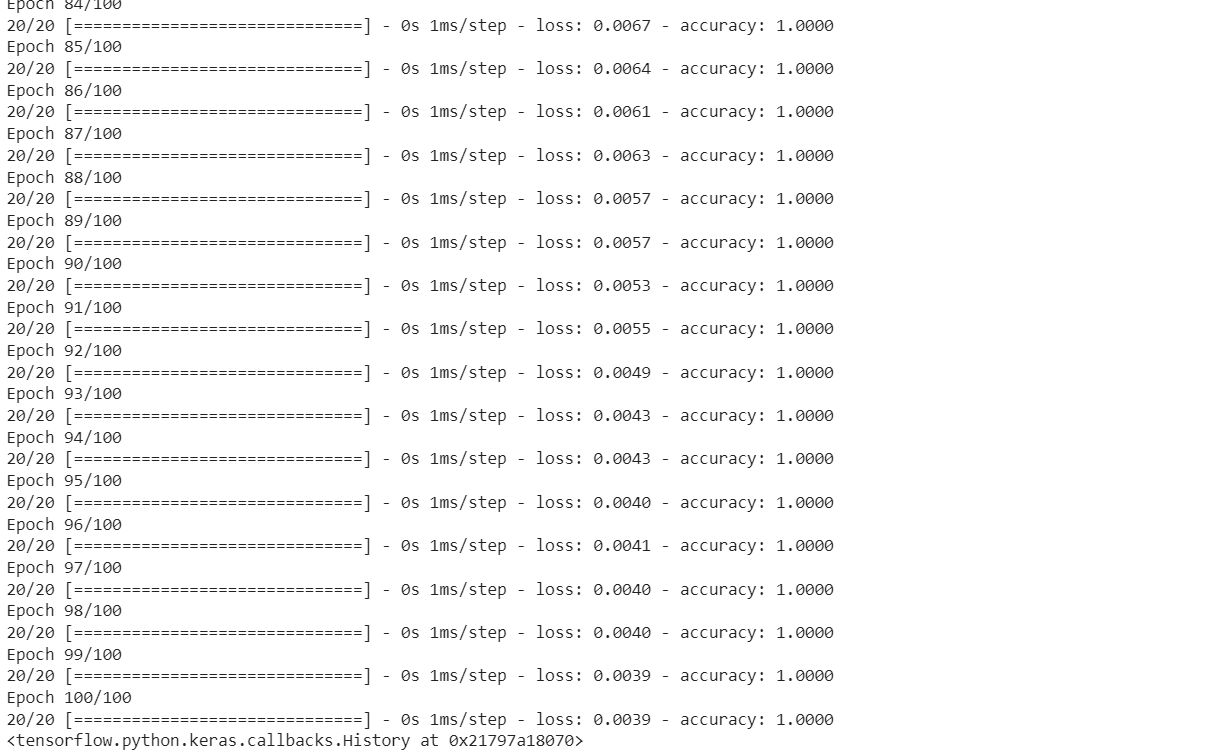 Epoch 84/100
20/20 [==============================] - 0s 1ms/step - loss: 0.0067 - accuracy: 1.0000
Epoch 85/100
20/20 [==============================] - 0s 1ms/step - loss: 0.0064 - accuracy: 1.0000
Epoch 86/100
20/20 [==============================] - 0s 1ms/step - loss: 0.0061 - accuracy: 1.0000
Epoch 87/100
20/20 [==============================] - 0s 1ms/step - loss: 0.0063 - accuracy: 1.0000
Epoch 88/100
20/20 [==============================] - 0s 1ms/step - loss: 0.0057 - accuracy: 1.0000
Epoch 89/100
20/20 [==============================] - 0s 1ms/step - loss: 0.0057 - accuracy: 1.0000
Epoch 90/100
20/20 [==============================] - 0s 1ms/step - loss: 0.0053 - accuracy: 1.0000
Epoch 91/100
20/20 [==============================] - 0s 1ms/step - loss: 0.0055 - accuracy: 1.0000
Epoch 92/100
20/20 [==============================] - 0s 1ms/step - loss: 0.0049 - accuracy: 1.0000
Epoch 93/100
20/20 [==============================] - 0s 1ms/step - loss: 0.0043 - accuracy: 1.0000
Epoch 94/100
20/20 [==============================] - 0s 1ms/step - loss: 0.0043 - accuracy: 1.0000
Epoch 95/100
20/20 [==============================] - 0s 1ms/step - loss: 0.0040 - accuracy: 1.0000
Epoch 96/100
20/20 [==============================] - 0s 1ms/step - loss: 0.0041 - accuracy: 1.0000
Epoch 97/100
20/20 [==============================] - 0s 1ms/step - loss: 0.0040 - accuracy: 1.0000
Epoch 98/100
20/20 [==============================] - 0s 1ms/step - loss: 0.0040 - accuracy: 1.0000
Epoch 99/100
20/20 [==============================] - 0s 1ms/step - loss: 0.0039 - accuracy: 1.0000
Epoch 100/100
20/20 [==============================] - 0s 1ms/step - loss: 0.0039 - accuracy: 1.0000
<tensorflow.python.keras.callbacks.History at 0x21797a18070>